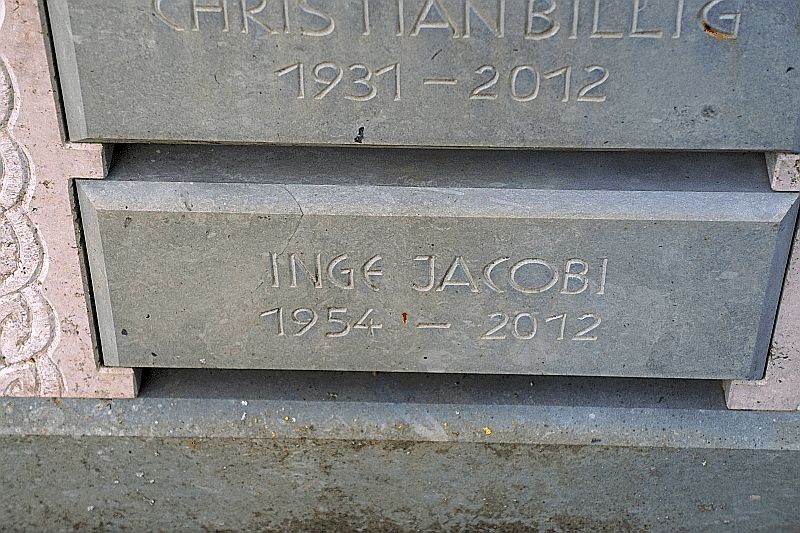 CHRISTIAN BILLIG
1931 – 2012
INGE JACOBI
1954 – 2012